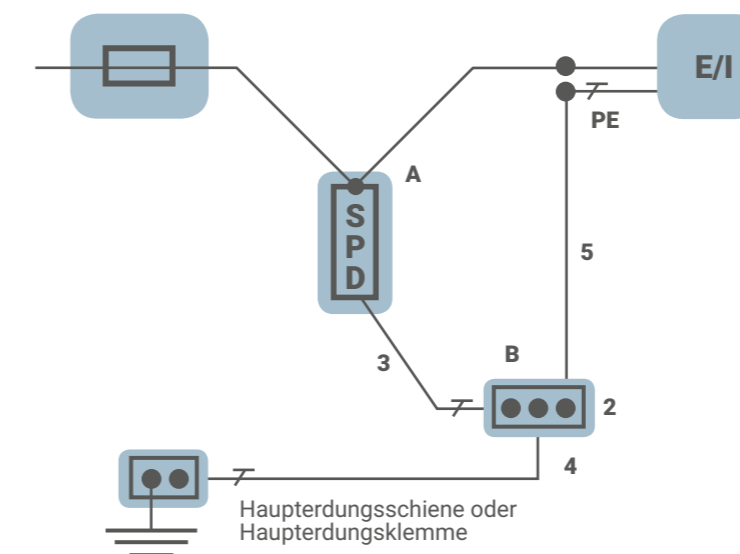 E/I
PE
A
S
P
D
5
3
B
2
4
Haupterdungsschiene oder
Haupterdungsklemme